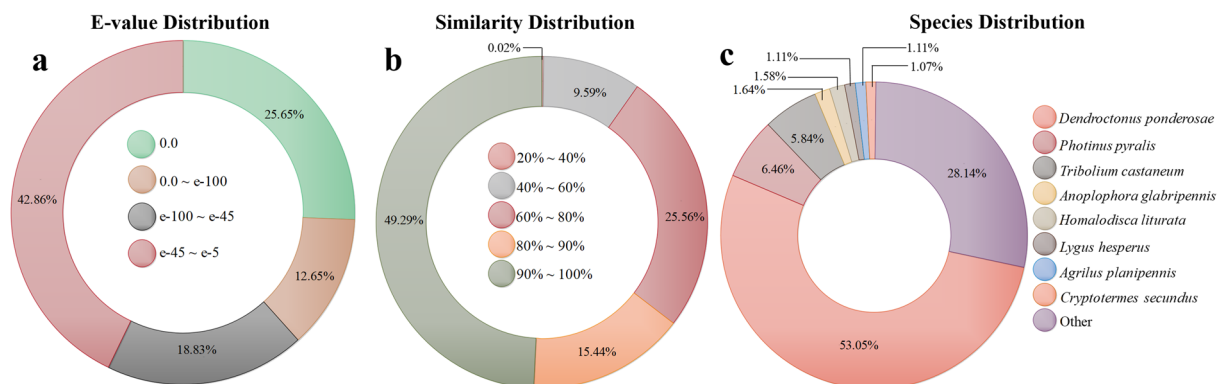 E-value Distribution
a
25.65%
12.65%
18.83%
42.86%
0.0
0.0 ~ e-100
e-100 ~ e-45
e-45 ~ e-5
Similarity Distribution
b
0.02%
9.59%
25.56%
15.44%
49.29%
20% ~ 40%
40% ~ 60%
60% ~ 80%
80% ~ 90%
90% ~ 100%
Species Distribution
c
1.11%
1.11%
1.07%
1.58%
1.64%
5.84%
6.46%
28.14%
53.05%
Dendroctonus ponderosae
Photinus pyralis
Tribolium castaneum
Anoplophora glabripennis
Homalodisca liturata
Lygus hesperus
Agrilus planipennis
Cryptotermes secundus
Other